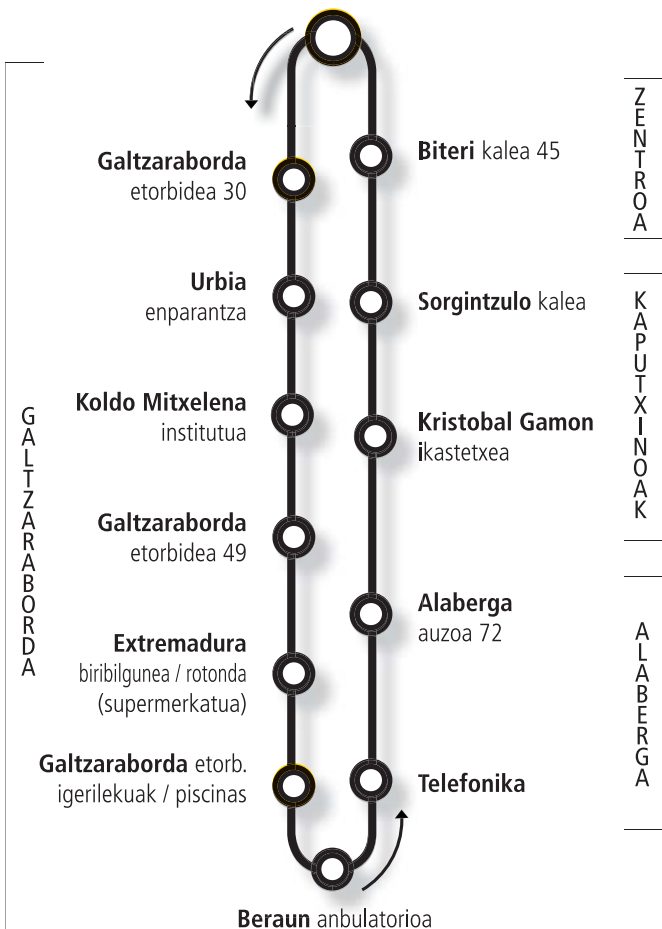 GALTZARABORDA
Galtzaraborda
etorbidea 30
Urbia
enparantza
Koldo Mitxelena
institutua
Galtzaraborda
etorbidea 49
Extremadura
biribilgunea / rotonda
(supermerkatua)
Galtzaraborda etorb.
igerilekuak / piscinas
Beraun anbulatorioa
Biteri kalea 45
Sorgintzulo kalea
Kristobal Gamon
ikastetxea
Alaberga
auzoa 72
Telefonika
ZENTROA
KAPUTXINOAK
ALABERGA